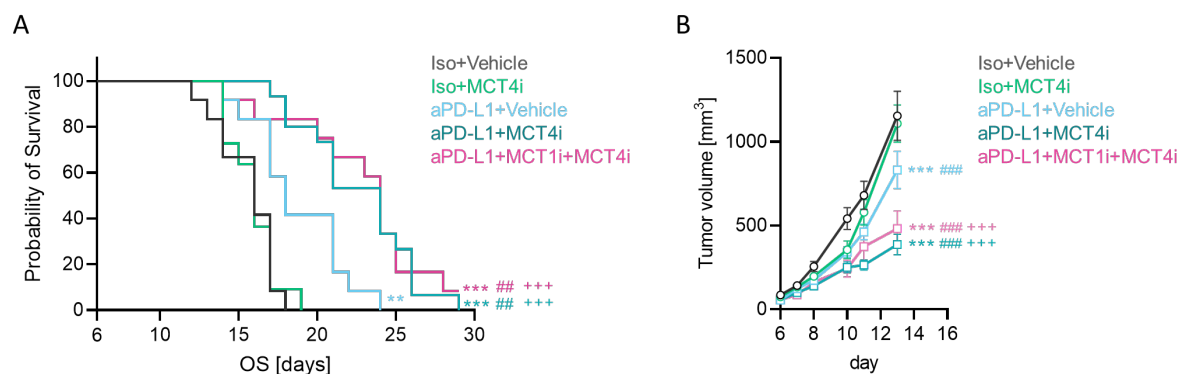 A
Probability of Survival
100
80
60
40
20
0
6
10
15
20
25
30
OS [days]
Iso+Vehicle
Iso+MCT4i
aPD-L1+Vehicle
aPD-L1+MCT4i
aPD-L1+MCT1i+MCT4i
**
*** ## +++
*** ## +++
B
Tumor volume [mm³]
1500
1000
500
0
6
8
10
12
14
16
day
Iso+Vehicle
Iso+MCT4i
aPD-L1+Vehicle
aPD-L1+MCT4i
aPD-L1+MCT1i+MCT4i
*** ###
*** ### +++
*** ### +++